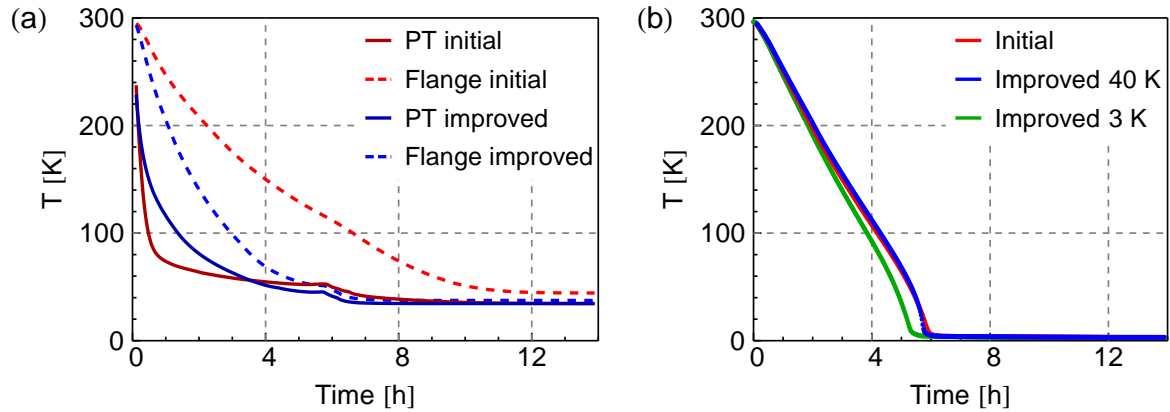 (a)
T [K]
300
200
100
0
PT initial
Flange initial
PT improved
Flange improved
0 4 8 12
Time [h]
(b)
T [K]
300
200
100
0
Initial
Improved 40 K
Improved 3 K
0 4 8 12
Time [h]